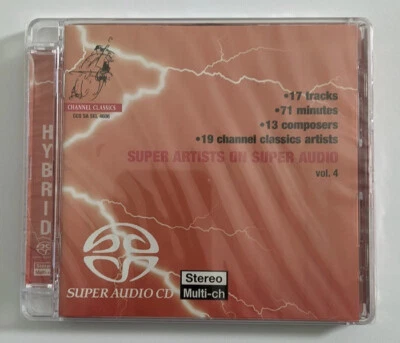 CHANNEL CLASSICS
•17 tracks
•71 minutes
•13 composers
•19 channel classics artists
SUPER ARTISTS ON SUPER AUDIO
vol. 4
HYBRID
SUPER AUDIO CD
Stereo
Multi-ch